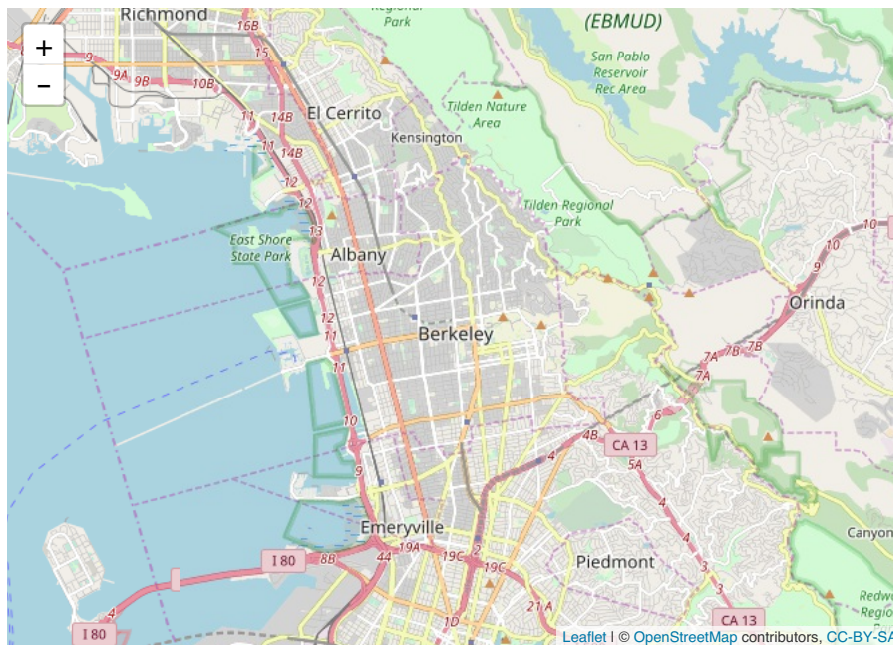 Richmond
Regional
Park
(EBMUD)
16B
+
-
15
9
9A
9B
10B
San Pablo
Reservoir
Rec Area
11
14B
El Cerrito
Tilden Nature
Area
Kensington
11
14B
12
12
Tilden Regional
Park
13
East Shore
State Park
Albany
10
10
9
12
Orinda
12
11
Berkeley
11
7A
7B
7B
7A
10
6
4B
CA 13
5A
4
9
4
Emeryville
Canyon
4
19A
19C
2
I 80
8B
44
19C
Piedmont
3
3
4
21 A
1D
I 80
CA 13
Redwo
Regio
Leaflet | © OpenStreetMap contributors, CC-BY-SA